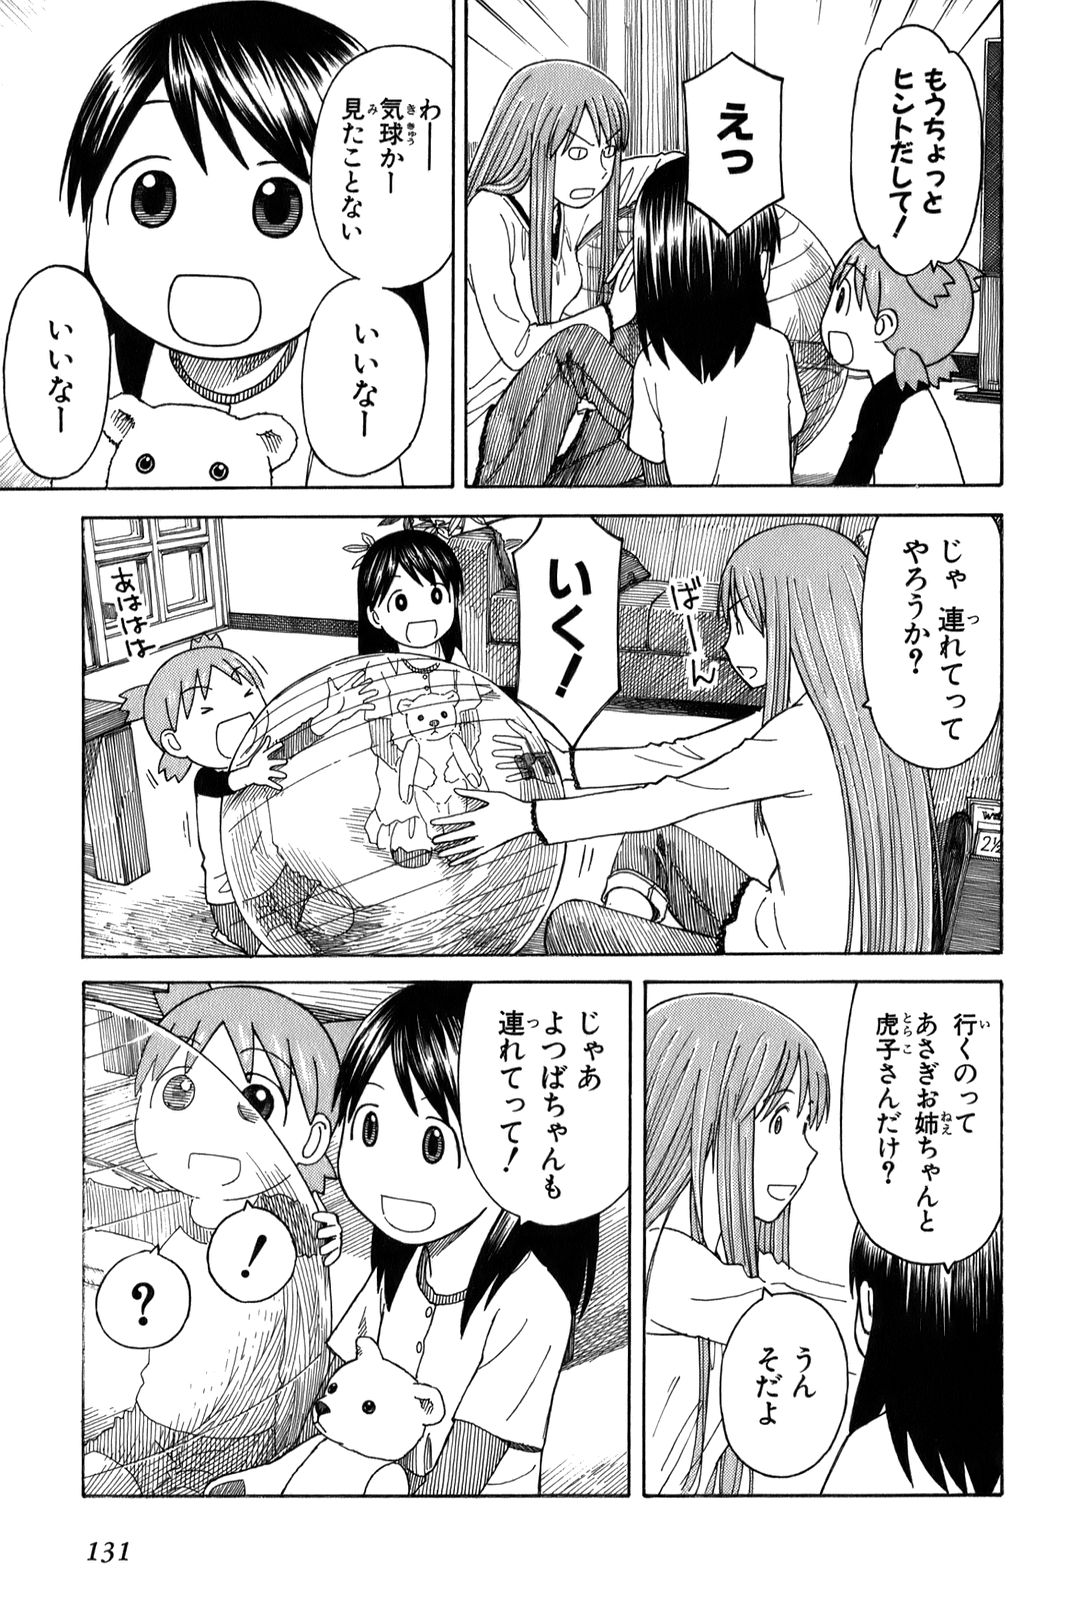 もうちょっと
ヒントだして!
えっ
わー
気球かー
見たことない
いいなー
いいなー
じゃ 連れてって
やろうか?
ばーん
いく!
あははは
行くのって
あさぎお姉ちゃんと
虎子さんだけ?
うん
そだよ
じゃあ
よつばちゃんも
連れてって!
!
?
131